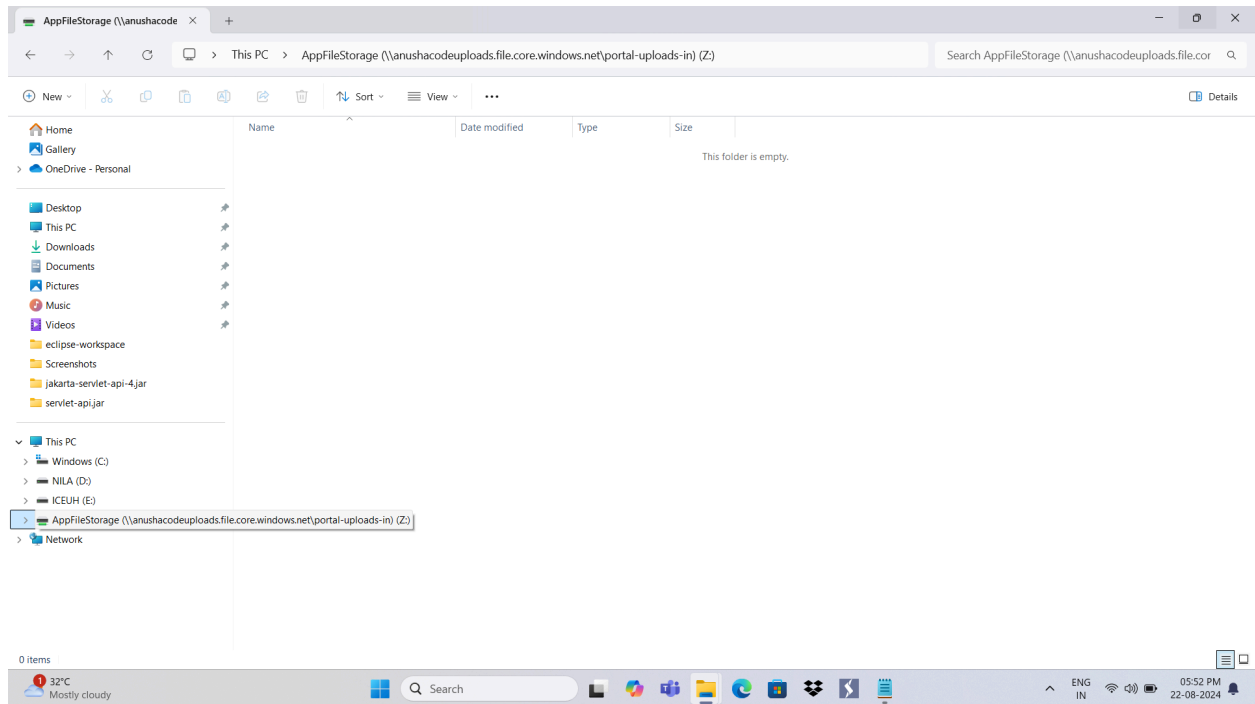 AppFileStorage (\\anushacode
This PC > AppFileStorage (\\anushacodeuploads.file.core.windows.net\portal-uploads-in) (Z:)
Search AppFileStorage (\\anushacodeuploads.file.cor
New
Sort
View
Details
Name
Date modified
Type
Size
This folder is empty.
Home
Gallery
OneDrive - Personal
Desktop
This PC
Downloads
Documents
Pictures
Music
Videos
eclipse-workspace
Screenshots
jakarta-servlet-api-4.jar
servlet-api.jar
This PC
Windows (C:)
NILA (D:)
ICEUH (E:)
AppFileStorage (\\anushacodeuploads.file.core.windows.net\portal-uploads-in) (Z:)
Network
0 items
1
32°C
Mostly cloudy
Search
ENG
IN
05:52 PM
22-08-2024